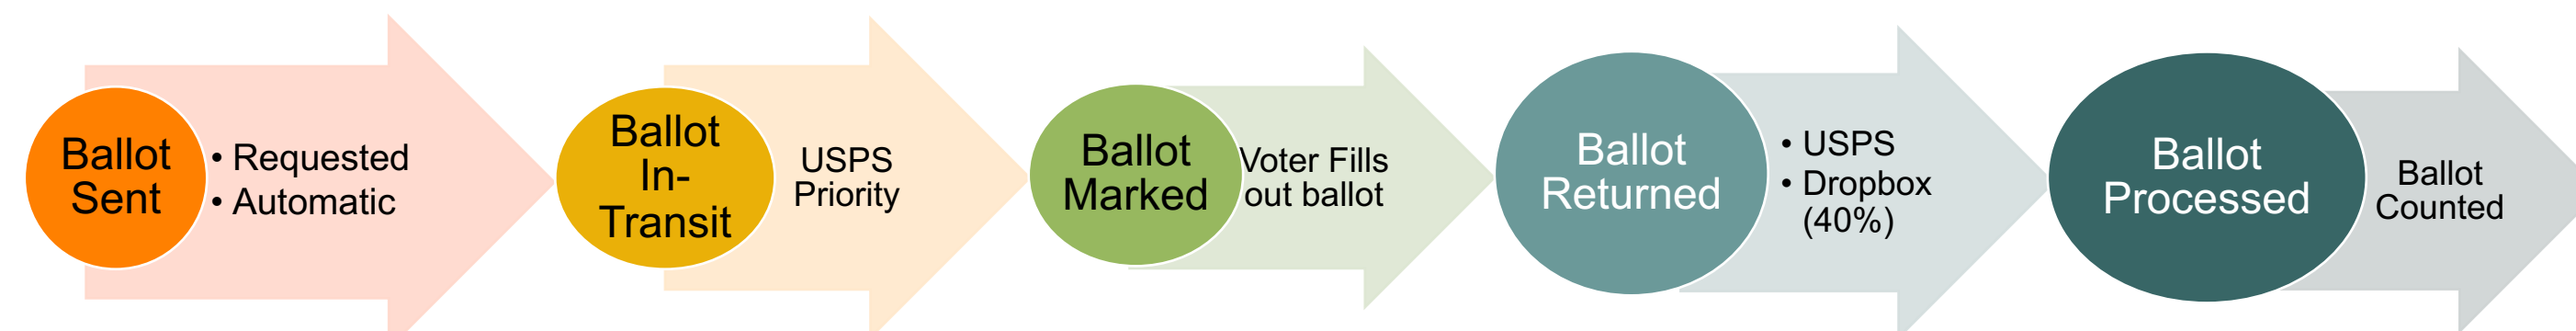 Ballot
Sent
• Requested
• Automatic
Ballot
In-
Transit
USPS
Priority
Ballot
Marked
Voter Fills
out ballot
Ballot
Returned
• USPS
• Dropbox
(40%)
Ballot
Processed
Ballot
Counted